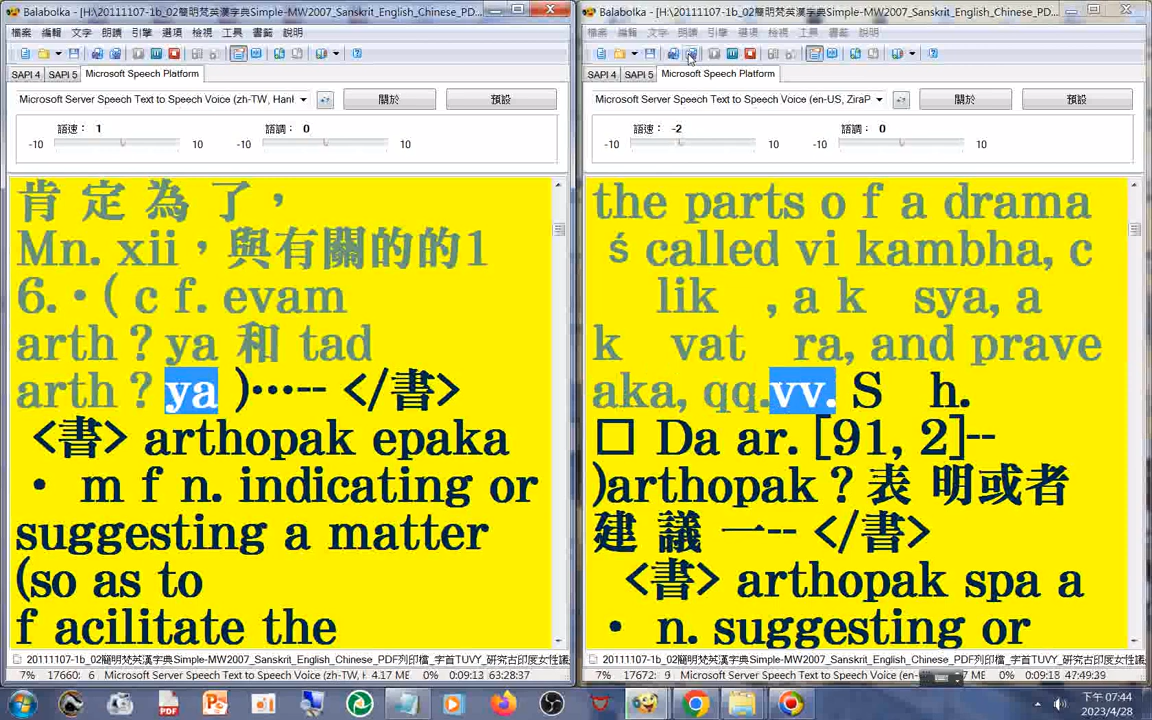 Balabolka - [H:\20111107-1b_02簡明梵英漢字典Simple-MW2007_Sanskrit_English_Chinese_PD...
檔案 編輯 文字 朗讀 引擎 選項 檢視 工具 書籤 說明
SAPI 4 SAPI 5 Microsoft Speech Platform
Microsoft Server Speech Text to Speech Voice (zh-TW, Hanl
關於 預設
語速： 1 語調： 0
-10 10 -10 10
肯 定 為 了，
Mn. xii，與有關的的1
6. • ( c f. evam
arth ? ya 和 tad
arth ? ya )…-- </書>
<書> arthopak epaka
• m f n. indicating or
suggesting a matter
(so as to
f acilitate the
20111107-1b_02簡明梵英漢字典Simple-MW2007_Sanskrit_English_Chinese_PDF列印檔_字首TUVY_研究古印度女性議
7% 17660: 6 Microsoft Server Speech Text to Speech Voice (zh-TW, H 4.17 MB 0% 0:09:13 63:28:37
Balabolka - [H:\20111107-1b_02簡明梵英漢字典Simple-MW2007_Sanskrit_English_Chinese_PD...
檔案 編輯 文字 朗讀 引擎 選項 檢視 工具 書籤 說明
SAPI 4 SAPI 5 Microsoft Speech Platform
Microsoft Server Speech Text to Speech Voice (en-US, ZiraP
關於 預設
語速： -2 語調： 0
-10 10 -10 10
the parts o f a drama
ś called vi kambha, c
lik , a k sya, a
k vat ra, and prave
aka, qq.vv. S h.
□ Da ar. [91, 2]--
)arthopak ? 表 明或者
建 議 一-- </書>
<書> arthopak spa a
• n. suggesting or
20111107-1b_02簡明梵英漢字典Simple-MW2007_Sanskrit_English_Chinese_PDF列印檔_字首TUVY_研究古印度女性議
7% 17672: 9 Microsoft Server Speech Text to Speech Voice (en-US 0% 0:09:18 47:49:39
下午 07:44
2023/4/28